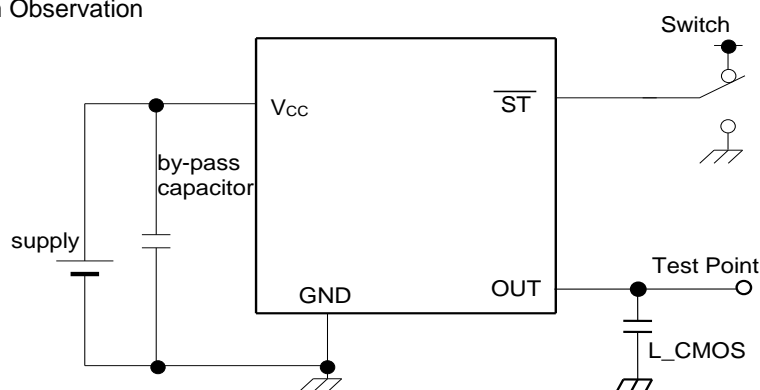 Observation
Switch
Vcc
ST
by-pass
capacitor
supply
Test Point
GND
OUT
L_CMOS